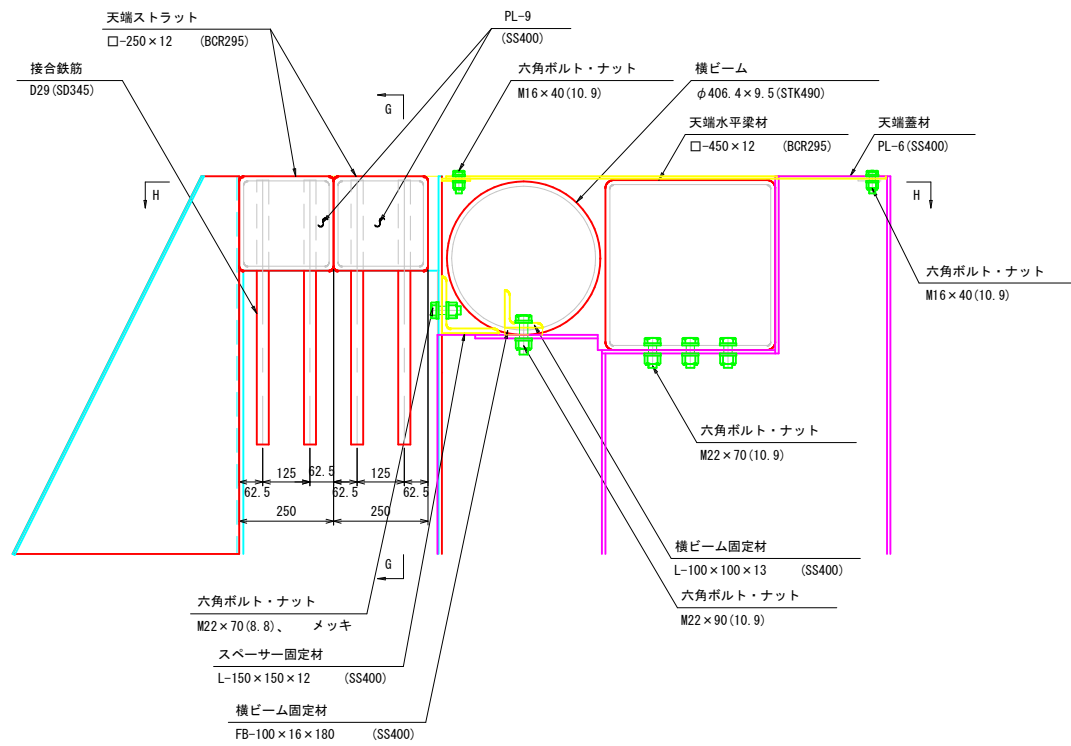 天端ストラット
□-250×12 (BCR295)
PL-9
(SS400)
接合鉄筋
D29(SD345)
六角ボルト・ナット
M16×40(10.9)
横ビーム
φ406.4×9.5(STK490)
天端水平梁材
□-450×12 (BCR295)
天端蓋材
PL-6(SS400)
G
H
H
六角ボルト・ナット
M16×40(10.9)
六角ボルト・ナット
M22×70(10.9)
125
62.5
125
62.5
62.5
62.5
250
250
G
横ビーム固定材
L-100×100×13 (SS400)
六角ボルト・ナット
M22×90(10.9)
六角ボルト・ナット
M22×70(8.8)、 メッキ
スペーサー固定材
L-150×150×12 (SS400)
横ビーム固定材
FB-100×16×180 (SS400)